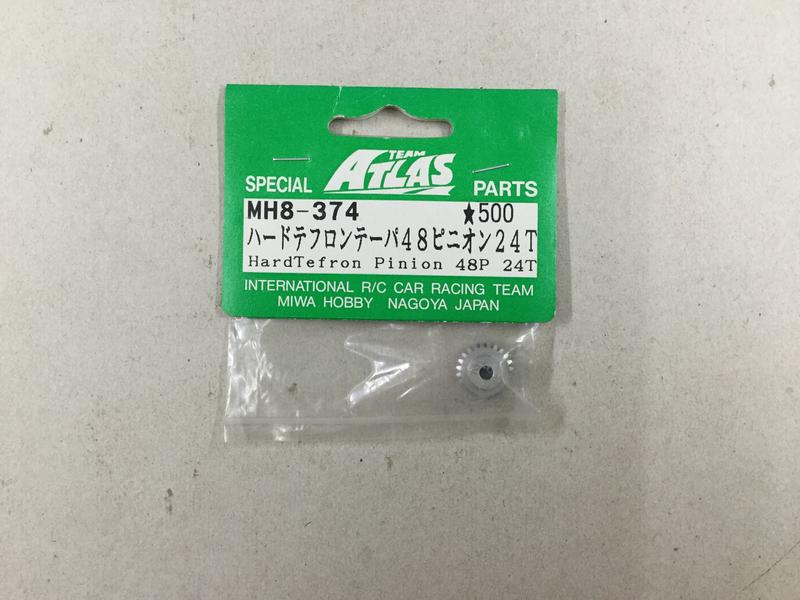 TEAM
ATLAS
SPECIAL PARTS
MH8-374 ★500
ハードテフロンテーパ48ピニオン24T
HardTefron Pinion 48P 24T
INTERNATIONAL R/C CAR RACING TEAM
MIWA HOBBY NAGOYA JAPAN